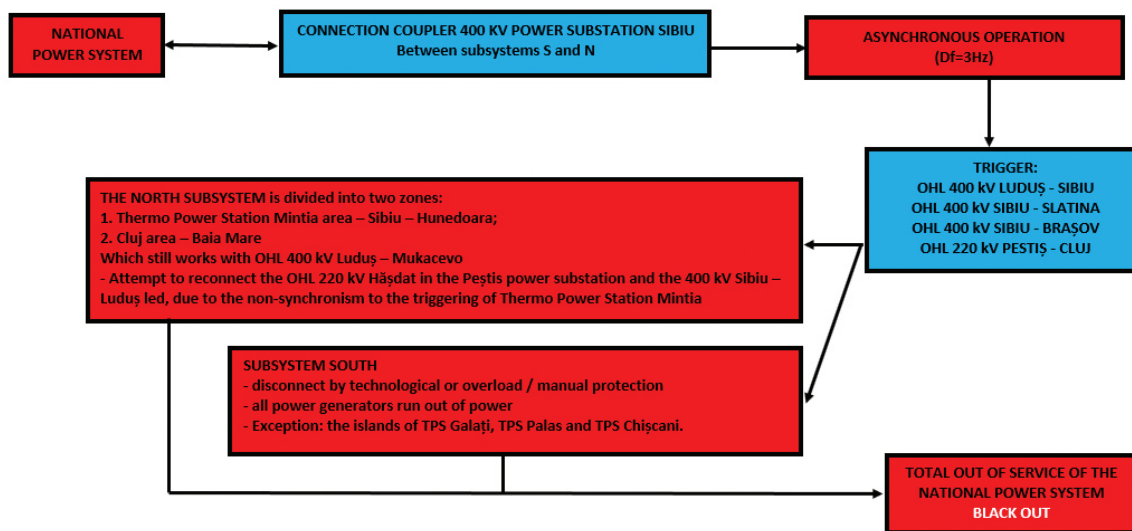 NATIONAL
POWER SYSTEM
CONNECTION COUPLER 400 KV POWER SUBSTATION SIBIU
Between subsystems S and N
ASYNCHRONOUS OPERATION
(Df=3Hz)
TRIGGER:
OHL 400 kV LUDUȘ - SIBIU
OHL 400 kV SIBIU - SLATINA
OHL 400 kV SIBIU - BRAȘOV
OHL 220 kV PESTIȘ - CLUJ
THE NORTH SUBSYSTEM is divided into two zones:
1. Thermo Power Station Mintia area – Sibiu – Hunedoara;
2. Cluj area – Baia Mare
Which still works with OHL 400 kV Luduș – Mukacevo
- Attempt to reconnect the OHL 220 kV Hășdat in the Peștis power substation and the 400 kV Sibiu –
Luduș led, due to the non-synchronism to the triggering of Thermo Power Station Mintia
SUBSYSTEM SOUTH
- disconnect by technological or overload / manual protection
- all power generators run out of power
- Exception: the islands of TPS Galați, TPS Palas and TPS Chișcani.
TOTAL OUT OF SERVICE OF THE
NATIONAL POWER SYSTEM
BLACK OUT